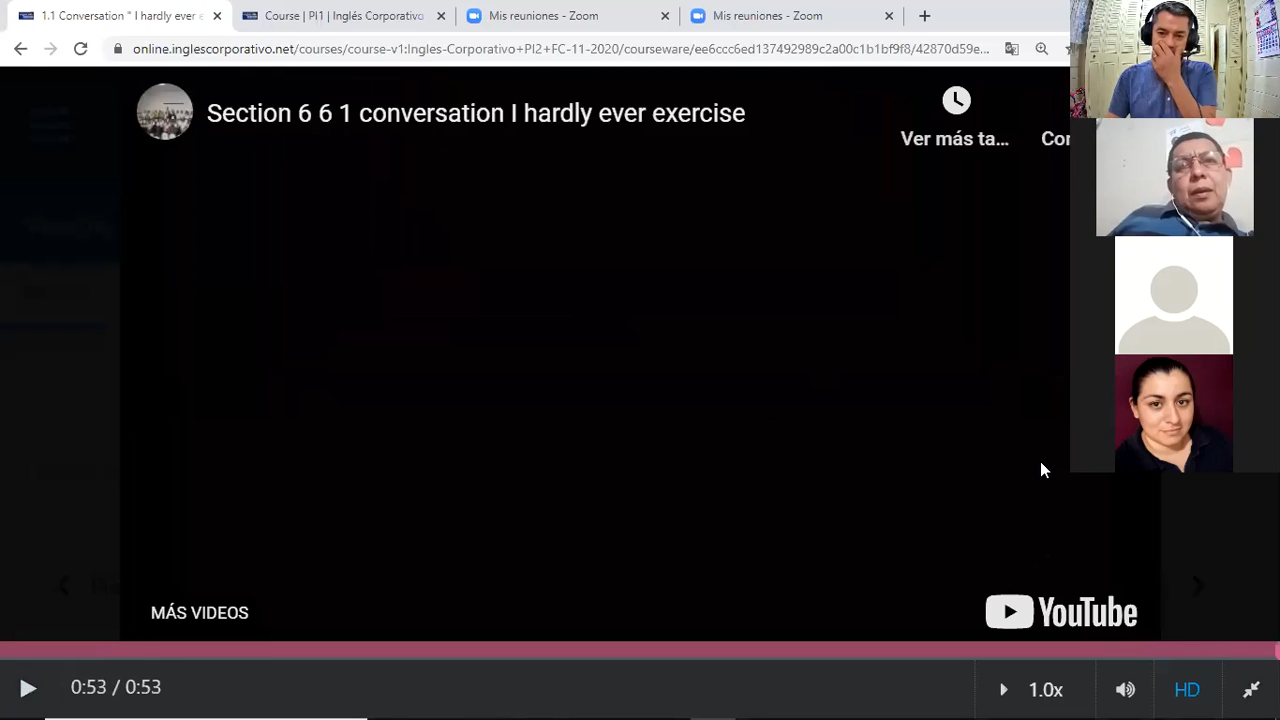 1.1 Conversation " I hardly ever e
Course | PI1 | Inglés Corporativo
Mis reuniones - Zoom
Mis reuniones - Zoom
online.inglescorporativo.net/courses/course-v1:Ingles-Corporativo+PI2+FC-11-2020/courseware/ee6ccc6ed137492989c2a00c1b1bf9f8/42870d59e...
Section 6 6 1 conversation I hardly ever exercise
Ver más ta...
Cor
MÁS VIDEOS
YouTube
0:53 / 0:53
1.0x
HD